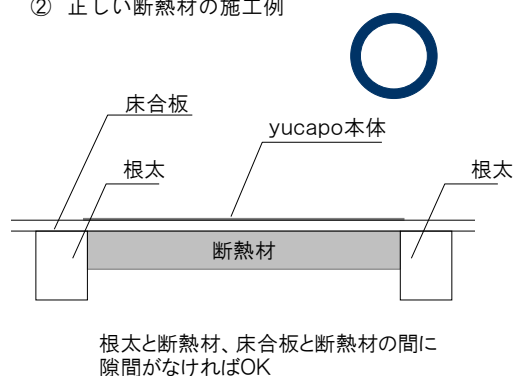 ② 正しい断熱材の施工例
床合板
yucapo本体
根太
根太
断熱材
根太と断熱材、床合板と断熱材の間に
隙間がなければOK